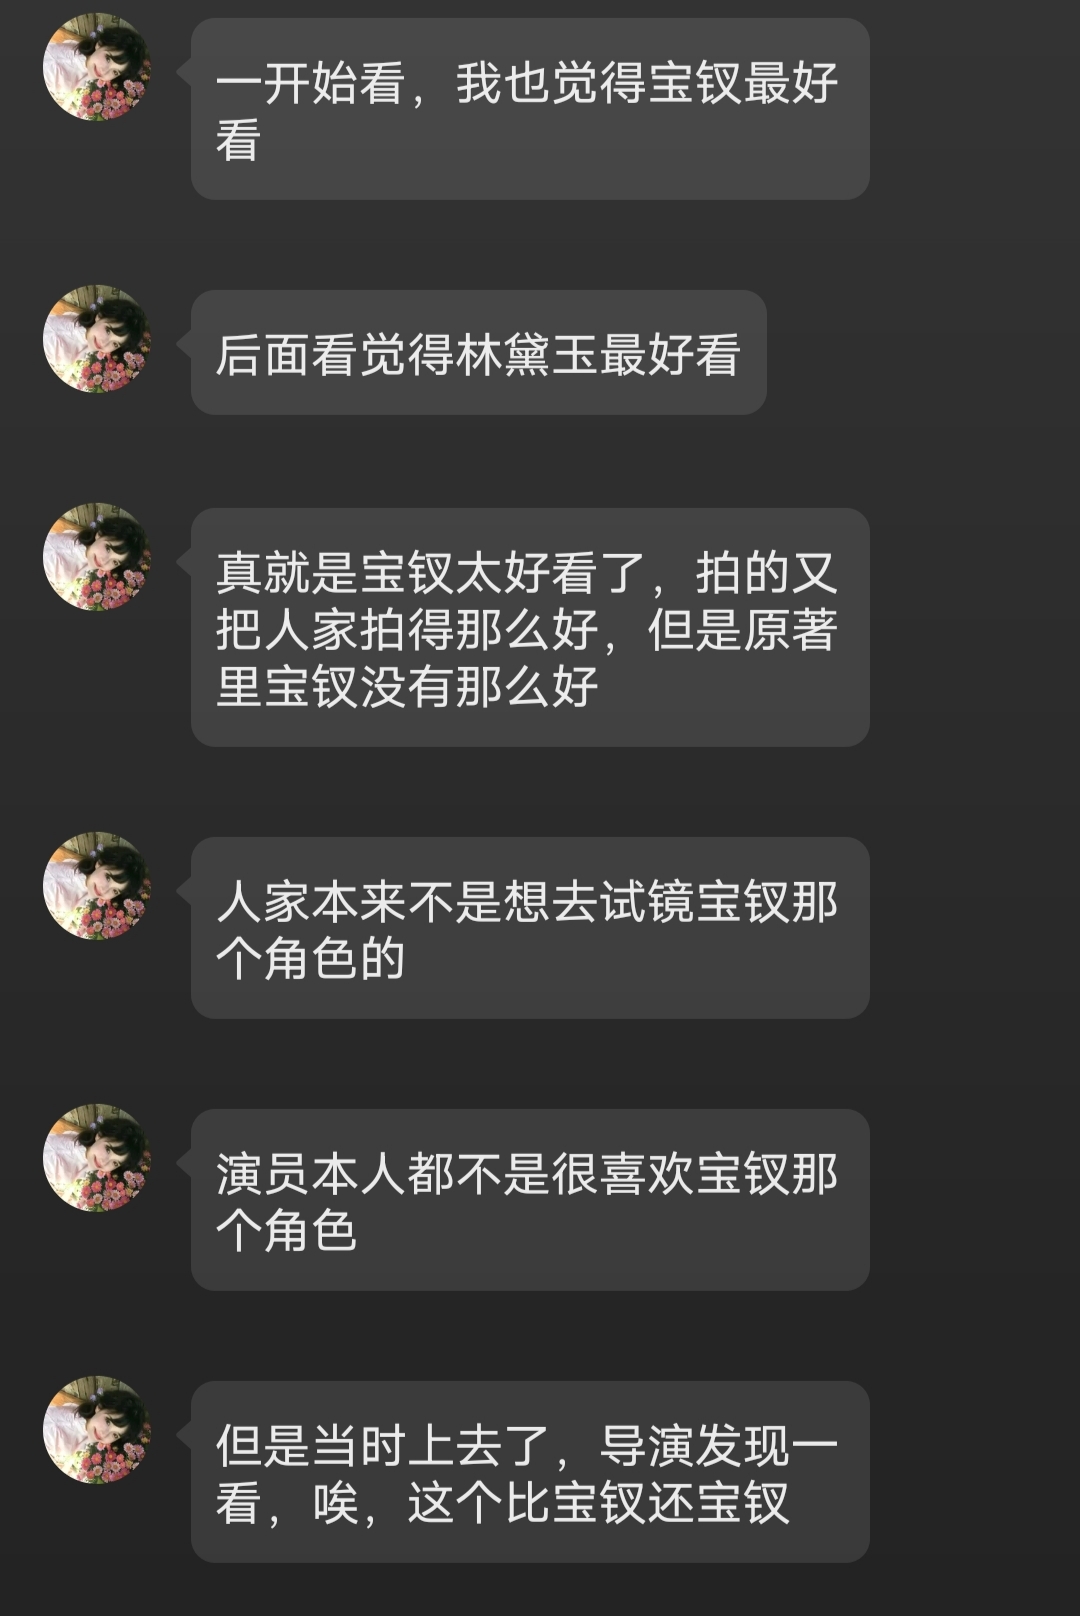 一开始看，我也觉得宝钗最好
看
后面看觉得林黛玉最好看
真就是宝钗太好看了，拍的又
把人家拍得那么好，但是原著
里宝钗没有那么好
人家本来不是想去试镜宝钗那
个角色的
演员本人都不是很喜欢宝钗那
个角色
但是当时上去了，导演发现一
看，唉，这个比宝钗还宝钗